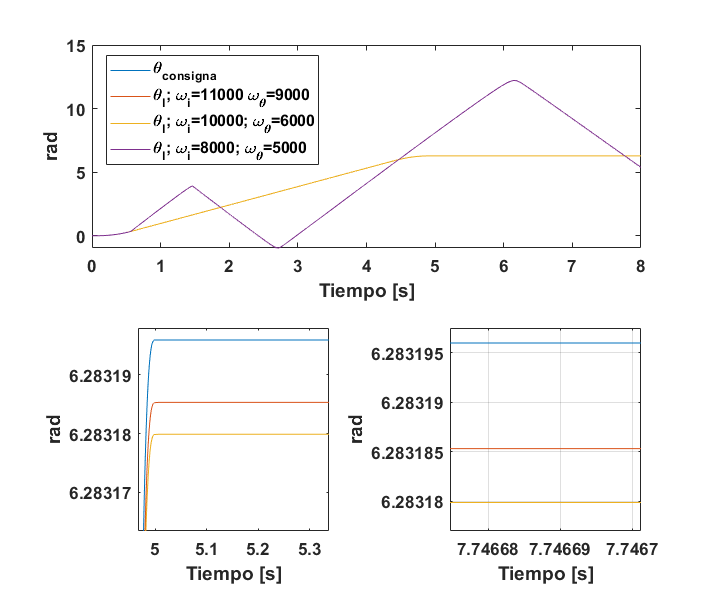 15
10
5
0
rad
θconsigna
θl; ωi=11000 ωθ=9000
θl; ωi=10000; ωθ=6000
θl; ωi=8000; ωθ=5000
0 1 2 3 4 5 6 7 8
Tiempo [s]
6.28319
6.28318
6.28317
rad
5 5.1 5.2 5.3
Tiempo [s]
6.283195
6.28319
6.283185
6.28318
rad
7.74668 7.74669 7.7467
Tiempo [s]